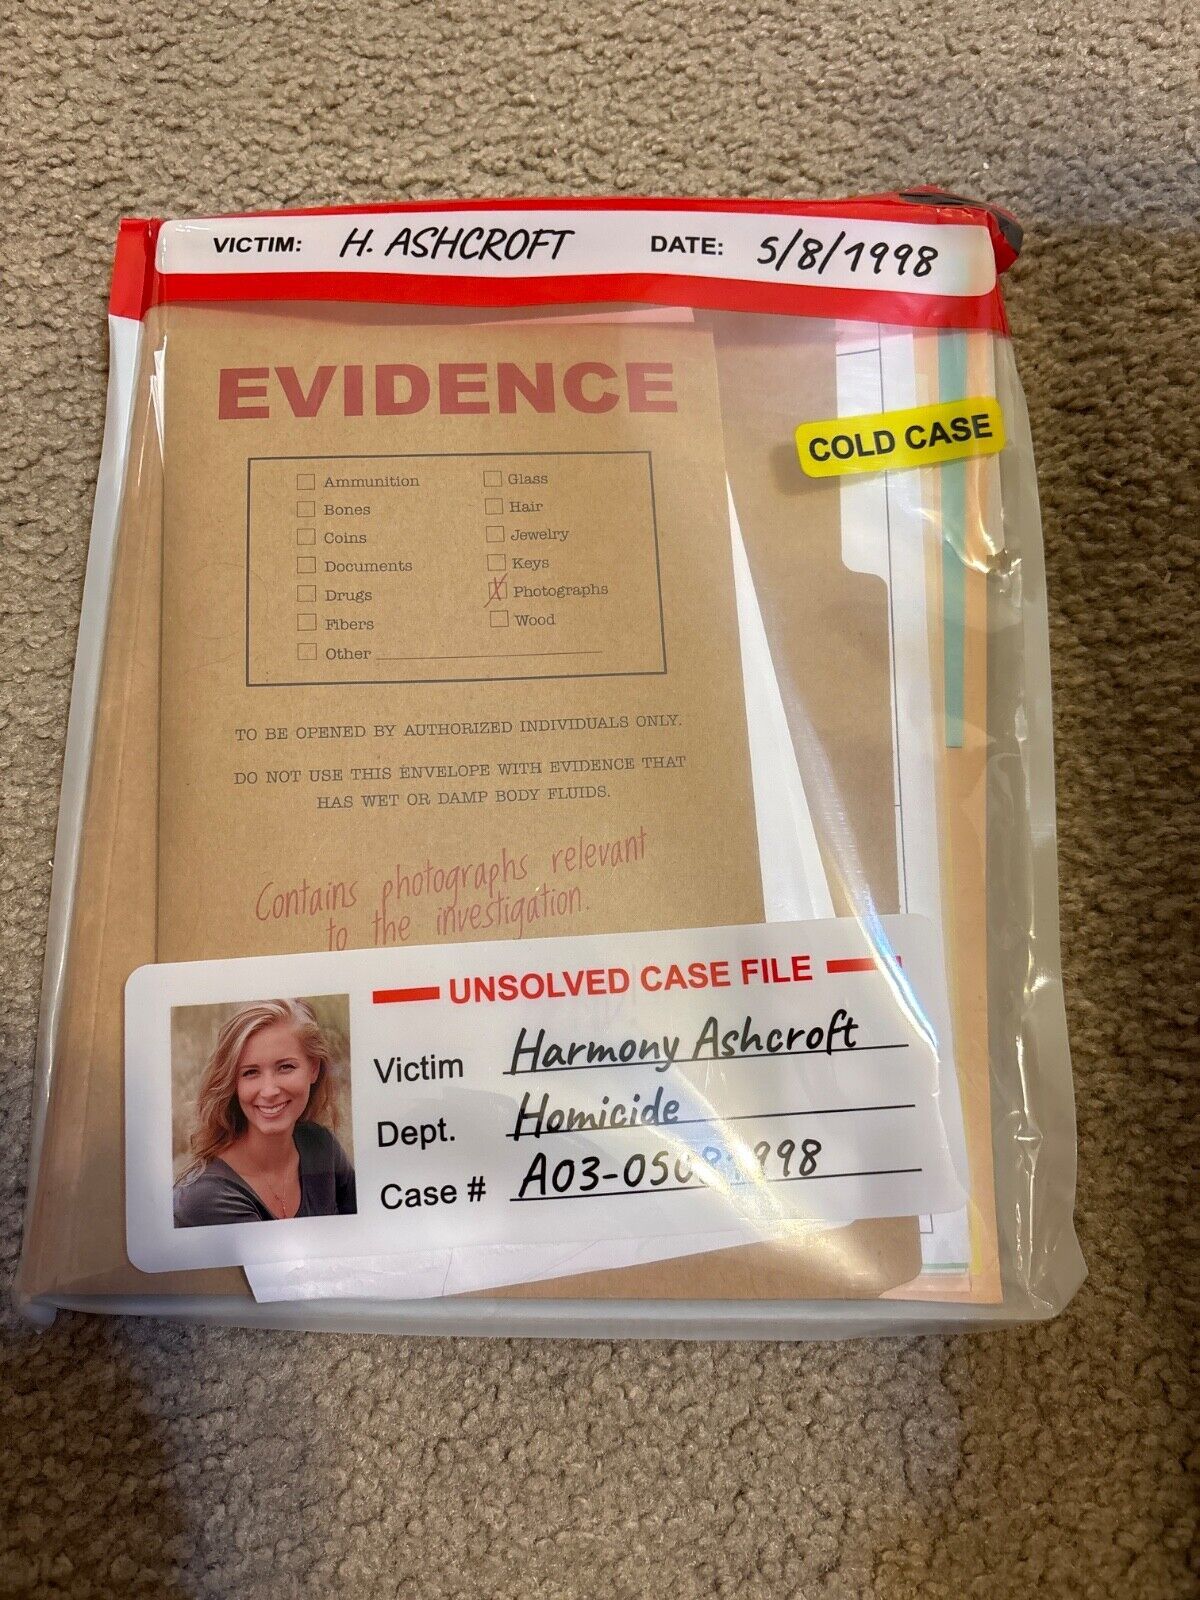 VICTIM: H. ASHCROFT DATE: 5/8/1998
EVIDENCE
COLD CASE
Ammunition
Bones
Coins
Documents
Drugs
Fibers
Other
Glass
Hair
Jewelry
Keys
X Photographs
Wood
TO BE OPENED BY AUTHORIZED INDIVIDUALS ONLY.
DO NOT USE THIS ENVELOPE WITH EVIDENCE THAT
HAS WET OR DAMP BODY FLUIDS.
Contains photographs relevant
to the investigation.
UNSOLVED CASE FILE
Victim Harmony Ashcroft
Dept. Homicide
Case # A03-05081998